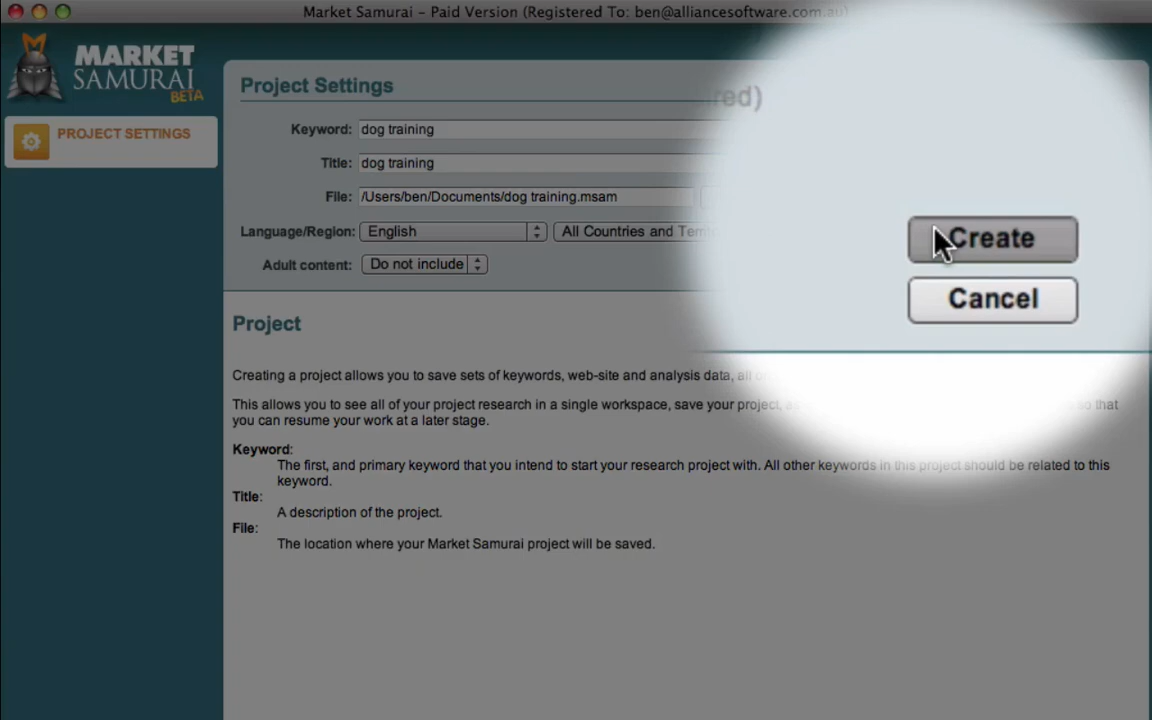 Market Samurai - Paid Version (Registered To: ben@alliancesoftware.com.au)
MARKET
SAMURAI
BETA
PROJECT SETTINGS
Project Settings
red)
Keyword: dog training
Title: dog training
File: /Users/ben/Documents/dog training.msam
Language/Region: English All Countries and
Adult content: Do not include
Create
Cancel
Project
Creating a project allows you to save sets of keywords, web-site and analysis data, all
This allows you to see all of your project research in a single workspace, save your project, so that
you can resume your work at a later stage.
Keyword:
The first, and primary keyword that you intend to start your research project with. All other keywords in this project should be related to this
keyword.
Title:
A description of the project.
File:
The location where your Market Samurai project will be saved.